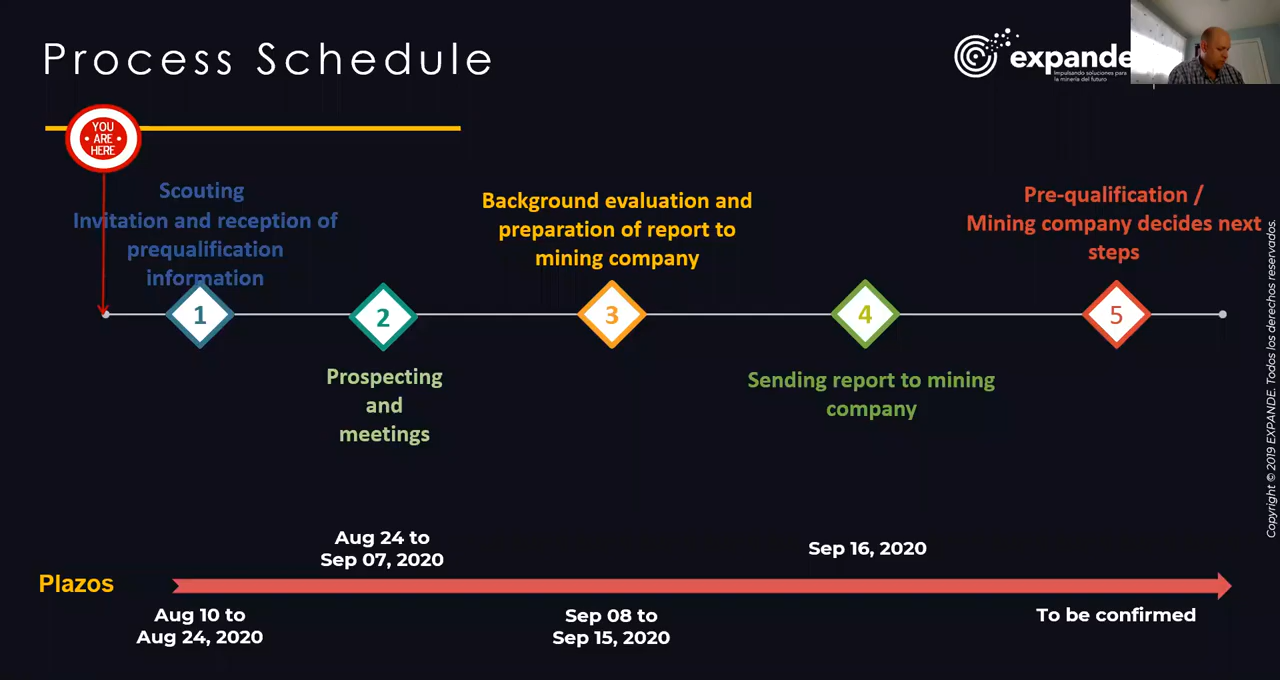 Process Schedule
expande
Impulsando soluciones para
la minería del futuro
YOU
ARE
HERE
Scouting
Invitation and reception of
prequalification
information
Background evaluation and
preparation of report to
mining company
Pre-qualification /
Mining company decides next
steps
1
2
3
4
5
Prospecting
and
meetings
Sending report to mining
company
Aug 24 to
Sep 07, 2020
Sep 16, 2020
Plazos
Aug 10 to
Aug 24, 2020
Sep 08 to
Sep 15, 2020
To be confirmed
Copyright © 2019 EXPANDE. Todos los derechos reservados.